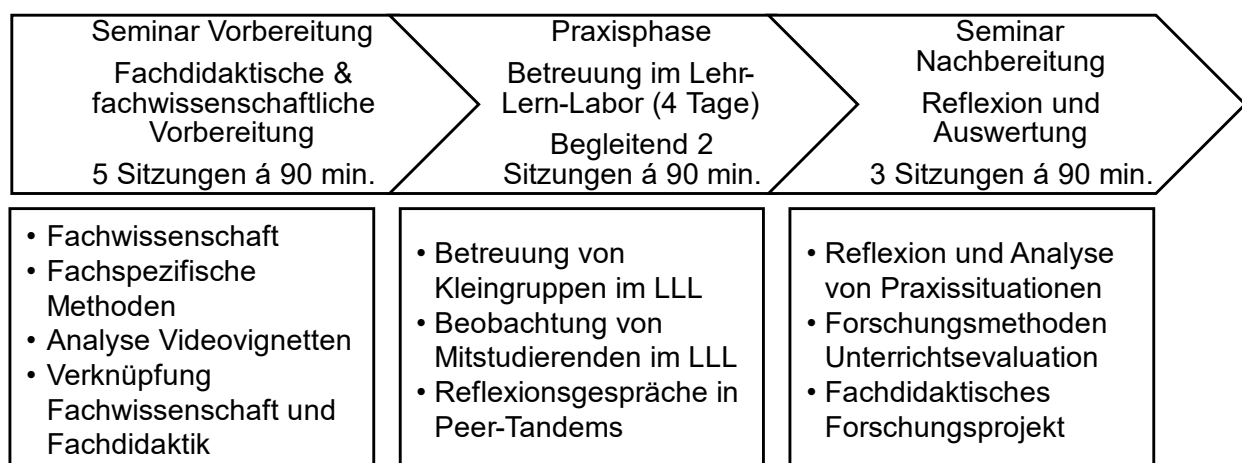 Seminar Vorbereitung
Fachdidaktische &
fachwissenschaftliche
Vorbereitung
5 Sitzungen á 90 min.
Praxisphase
Betreuung im Lehr-
Lern-Labor (4 Tage)
Begleitend 2
Sitzungen á 90 min.
Seminar
Nachbereitung
Reflexion und
Auswertung
3 Sitzungen á 90 min.
• Fachwissenschaft
• Fachspezifische
Methoden
• Analyse Videovignetten
• Verknüpfung
Fachwissenschaft und
Fachdidaktik
• Betreuung von
Kleingruppen im LLL
• Beobachtung von
Mitstudierenden im LLL
• Reflexionsgespräche in
Peer-Tandems
• Reflexion und Analyse
von Praxissituationen
• Forschungsmethoden
Unterrichtsevaluation
• Fachdidaktisches
Forschungsprojekt